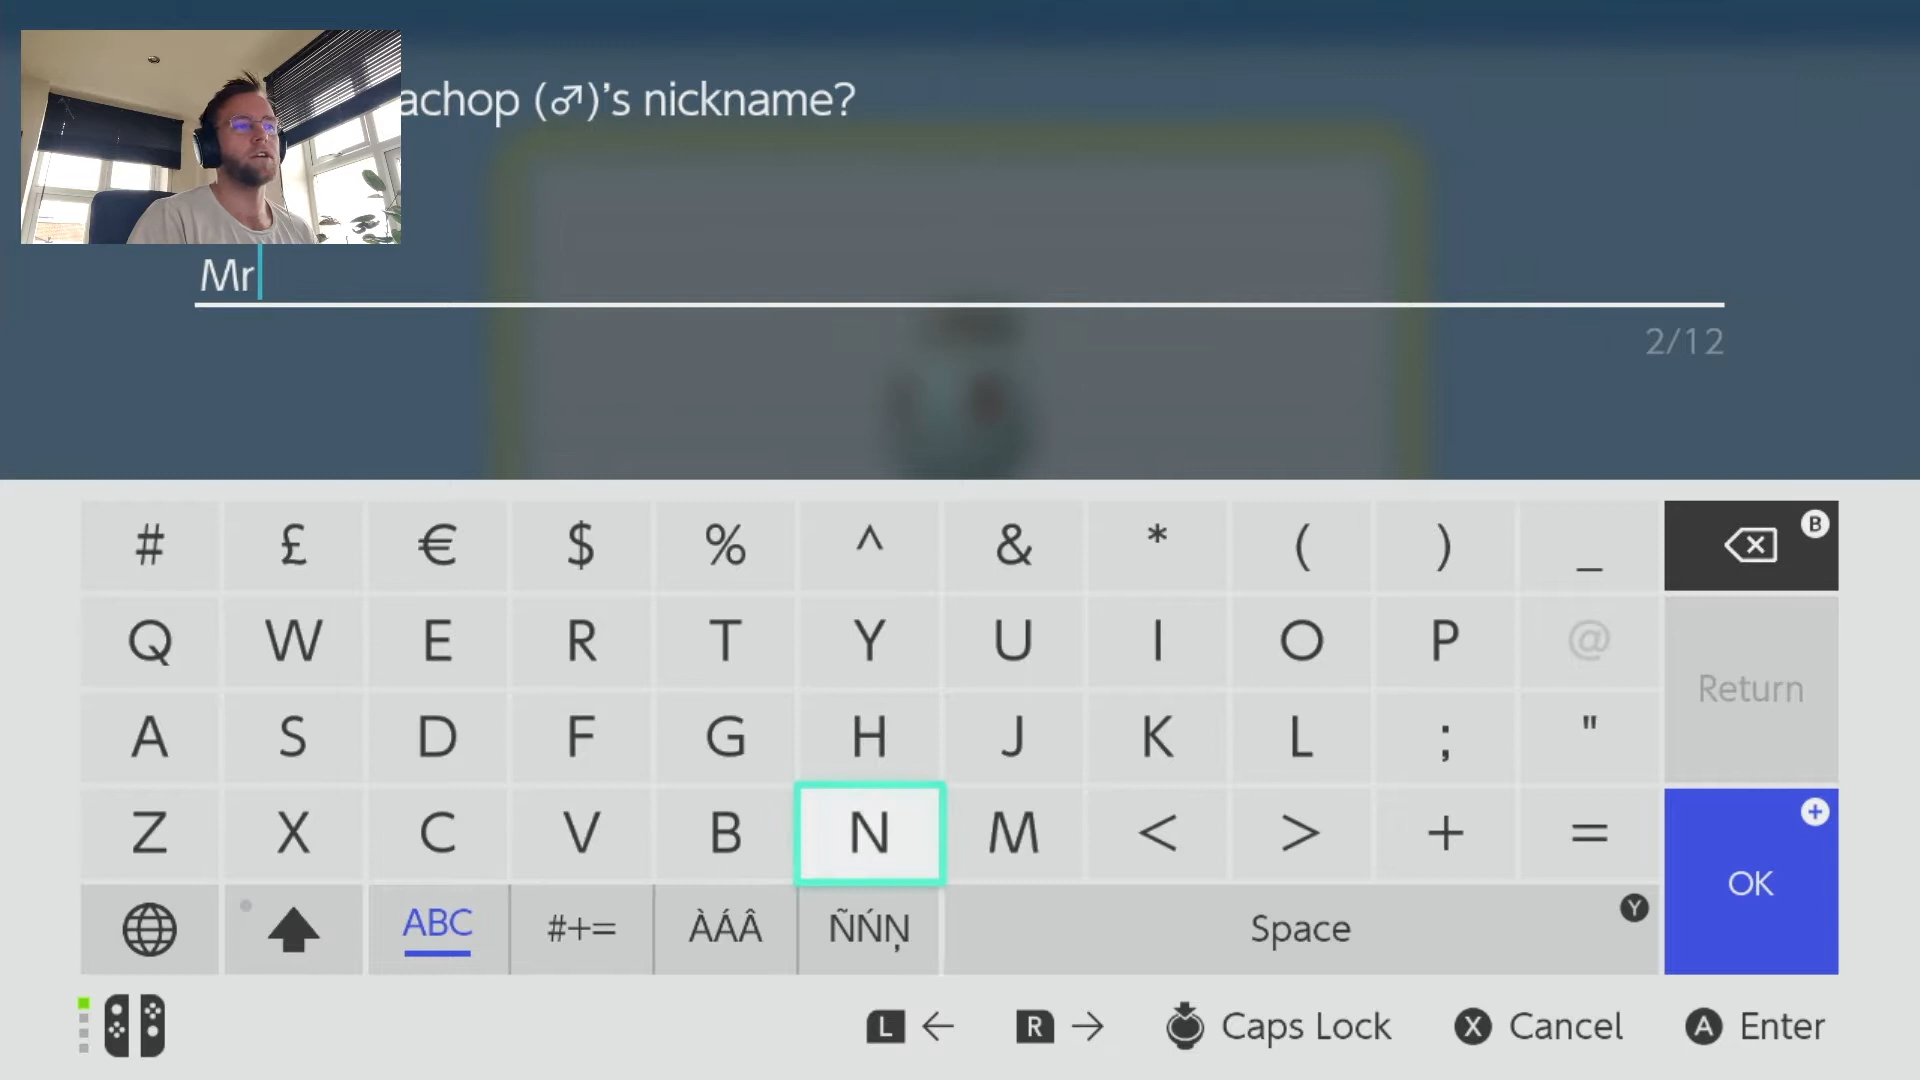 achop (♂)'s nickname?
Mr
2/12
# £ € $ % ^ & * ( ) _ B
Q W E R T Y U I O P @ Return
A S D F G H J K L ; "
Z X C V B N M < > + = + OK
ABC #+= ÀÁÂ ÑŃŅ Space Y
L ← R → Caps Lock X Cancel A Enter